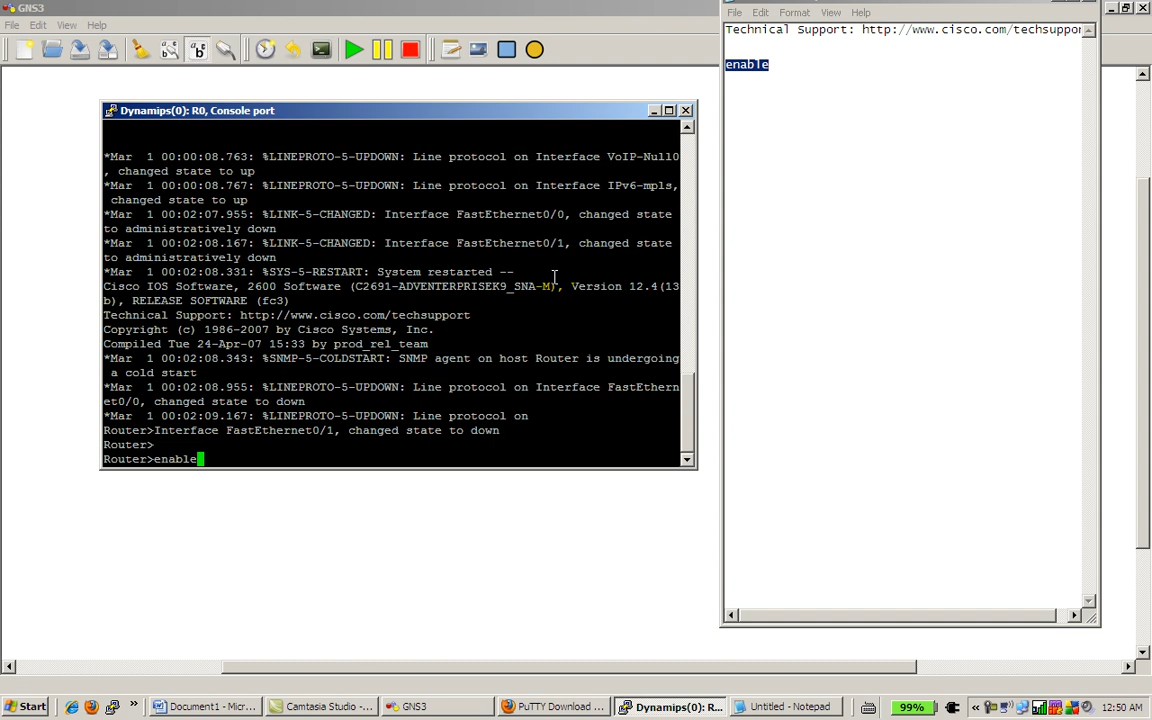 GNS3
File Edit View Help
File Edit Format View Help
Technical Support: http://www.cisco.com/techsuppor
enable
Dynamips(0): R0, Console port
*Mar  1 00:00:08.763: %LINEPROTO-5-UPDOWN: Line protocol on Interface VoIP-Null0
, changed state to up
*Mar  1 00:00:08.767: %LINEPROTO-5-UPDOWN: Line protocol on Interface IPv6-mpls,
 changed state to up
*Mar  1 00:02:07.955: %LINK-5-CHANGED: Interface FastEthernet0/0, changed state
to administratively down
*Mar  1 00:02:08.167: %LINK-5-CHANGED: Interface FastEthernet0/1, changed state
to administratively down
*Mar  1 00:02:08.331: %SYS-5-RESTART: System restarted --
Cisco IOS Software, 2600 Software (C2691-ADVENTERPRISEK9_SNA-M), Version 12.4(13
b), RELEASE SOFTWARE (fc3)
Technical Support: http://www.cisco.com/techsupport
Copyright (c) 1986-2007 by Cisco Systems, Inc.
Compiled Tue 24-Apr-07 15:33 by prod_rel_team
*Mar  1 00:02:08.343: %SNMP-5-COLDSTART: SNMP agent on host Router is undergoing
 a cold start
*Mar  1 00:02:08.955: %LINEPROTO-5-UPDOWN: Line protocol on Interface FastEthern
et0/0, changed state to down
*Mar  1 00:02:09.167: %LINEPROTO-5-UPDOWN: Line protocol on
Router>Interface FastEthernet0/1, changed state to down
Router>
Router>enable
Start
Document1 - Micr...
Camtasia Studio -...
GNS3
PuTTY Download ...
Dynamips(0): R...
Untitled - Notepad
99%
12:50 AM